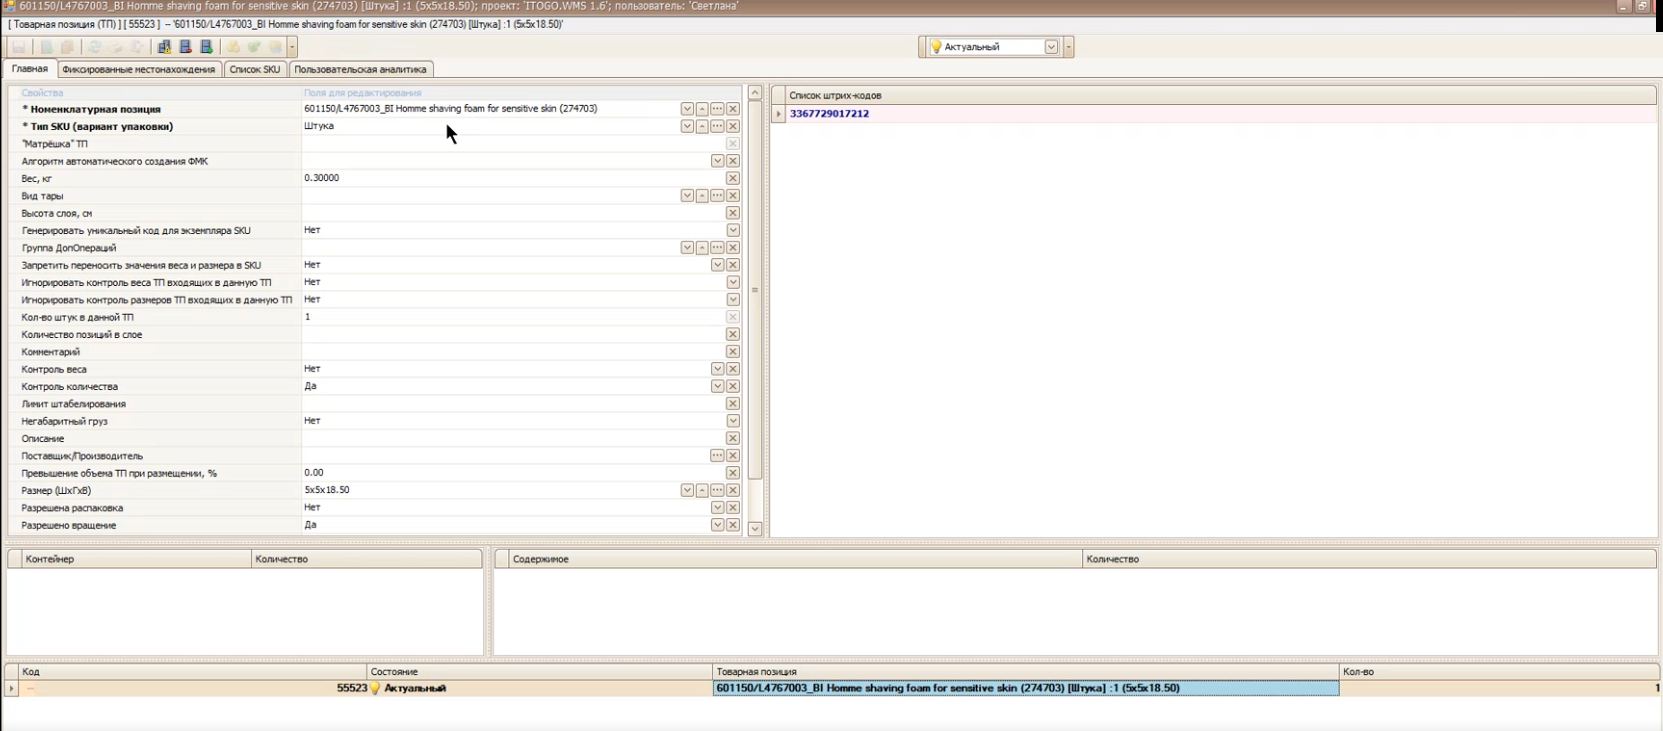 601150/L4767003_BI Homme shaving foam for sensitive skin (274703) [Штука] :1 (5x5x18.50); проект: 'ITOGO.WMS 1.6'; пользователь: 'Светлана'
[ Товарная позиция (ТП) ] [ 55523 ] -- '601150/L4767003_BI Homme shaving foam for sensitive skin (274703) [Штука] :1 (5x5x18.50)'
Актуальный
Главная Фиксированные местонахождения Список SKU Пользовательская аналитика
Свойства Поля для редактирования
* Номенклатурная позиция 601150/L4767003_BI Homme shaving foam for sensitive skin (274703)
* Тип SKU (вариант упаковки) Штука
"Матрёшка" ТП
Алгоритм автоматического создания ФМК
Вес, кг 0.30000
Вид тары
Высота слоя, см
Генерировать уникальный код для экземпляра SKU Нет
Группа ДопОпераций
Запретить переносить значения веса и размера в SKU Нет
Игнорировать контроль веса ТП входящих в данную ТП Нет
Игнорировать контроль размеров ТП входящих в данную ТП Нет
Кол-во штук в данной ТП 1
Количество позиций в слое
Комментарий
Контроль веса Нет
Контроль количества Да
Лимит штабелирования
Негабаритный груз Нет
Описание
Поставщик/Производитель
Превышение объема ТП при размещении, % 0.00
Размер (ШxГxВ) 5x5x18.50
Разрешена распаковка Нет
Разрешено вращение Да
Список штрих-кодов
3367729017212
Контейнер Количество
Содержимое Количество
Код Состояние Товарная позиция Кол-во
55523 Актуальный 601150/L4767003_BI Homme shaving foam for sensitive skin (274703) [Штука] :1 (5x5x18.50) 1